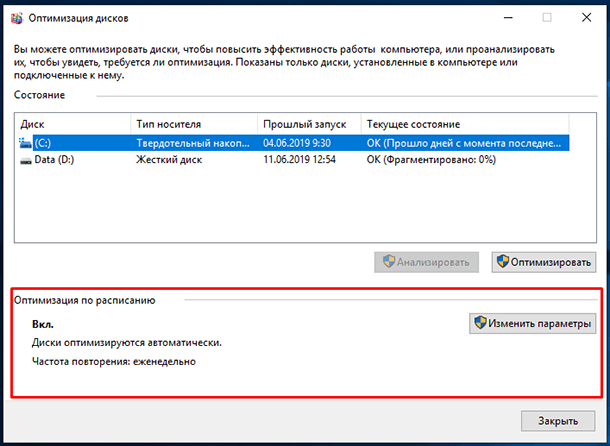 Оптимизация дисков
Вы можете оптимизировать диски, чтобы повысить эффективность работы компьютера, или проанализировать
их, чтобы увидеть, требуется ли оптимизация. Показаны только диски, установленные в компьютере или
подключенные к нему.
Состояние
Диск Тип носителя Прошлый запуск Текущее состояние
(C:) Твердотельный накоп... 04.06.2019 9:30 ОК (Прошло дней с момента последне...
Data (D:) Жесткий диск 11.06.2019 12:54 ОК (Фрагментировано: 0%)
Анализировать Оптимизировать
Оптимизация по расписанию
Вкл. Изменить параметры
Диски оптимизируются автоматически.
Частота повторения: еженедельно
Закрыть